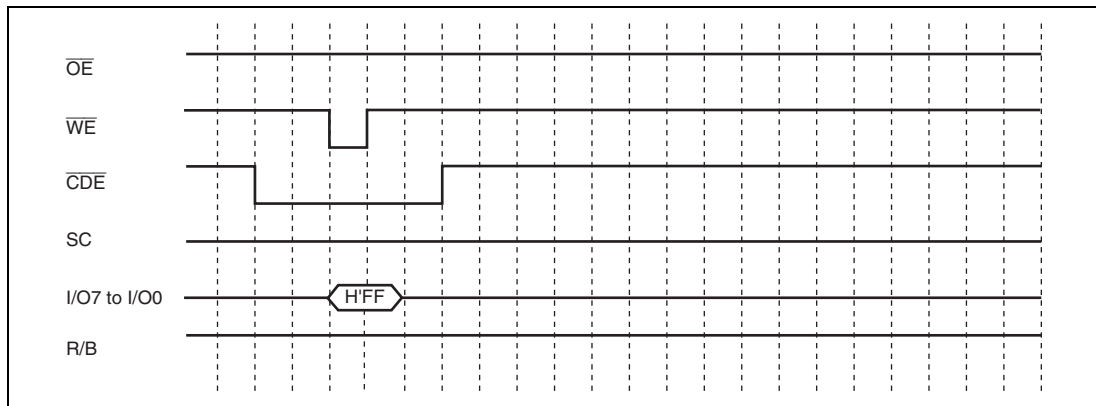 OE
WE
CDE
SC
I/O7 to I/O0
H'FF
R/B